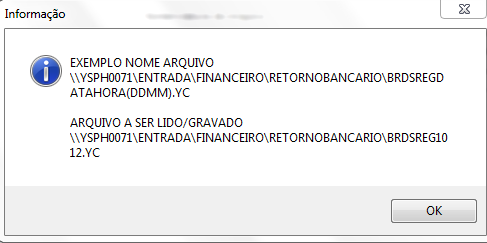 Informação
EXEMPLO NOME ARQUIVO
\\YSPH0071\ENTRADA\FINANCEIRO\RETORNOBANCARIO\BRDSREGD
ATAHORA(DDMM).YC
ARQUIVO A SER LIDO/GRAVADO
\\YSPH0071\ENTRADA\FINANCEIRO\RETORNOBANCARIO\BRDSREG10
12.YC
OK